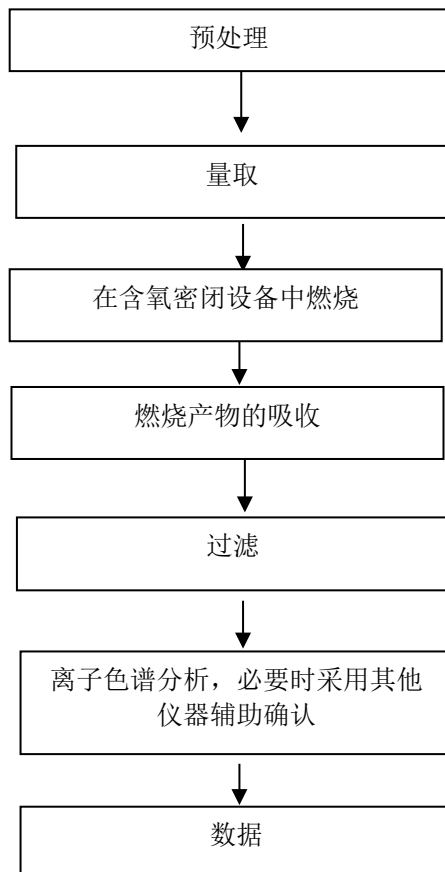 预处理
量取
在含氧密闭设备中燃烧
燃烧产物的吸收
过滤
离子色谱分析，必要时采用其他
仪器辅助确认
数据